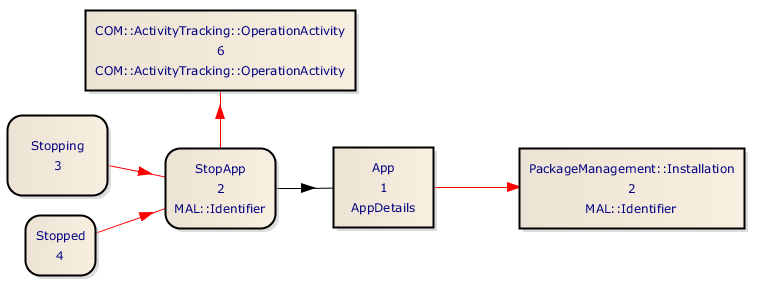 COM::ActivityTracking::OperationActivity
6
COM::ActivityTracking::OperationActivity
Stopping
3
StopApp
2
MAL::Identifier
App
1
AppDetails
PackageManagement::Installation
2
MAL::Identifier
Stopped
4